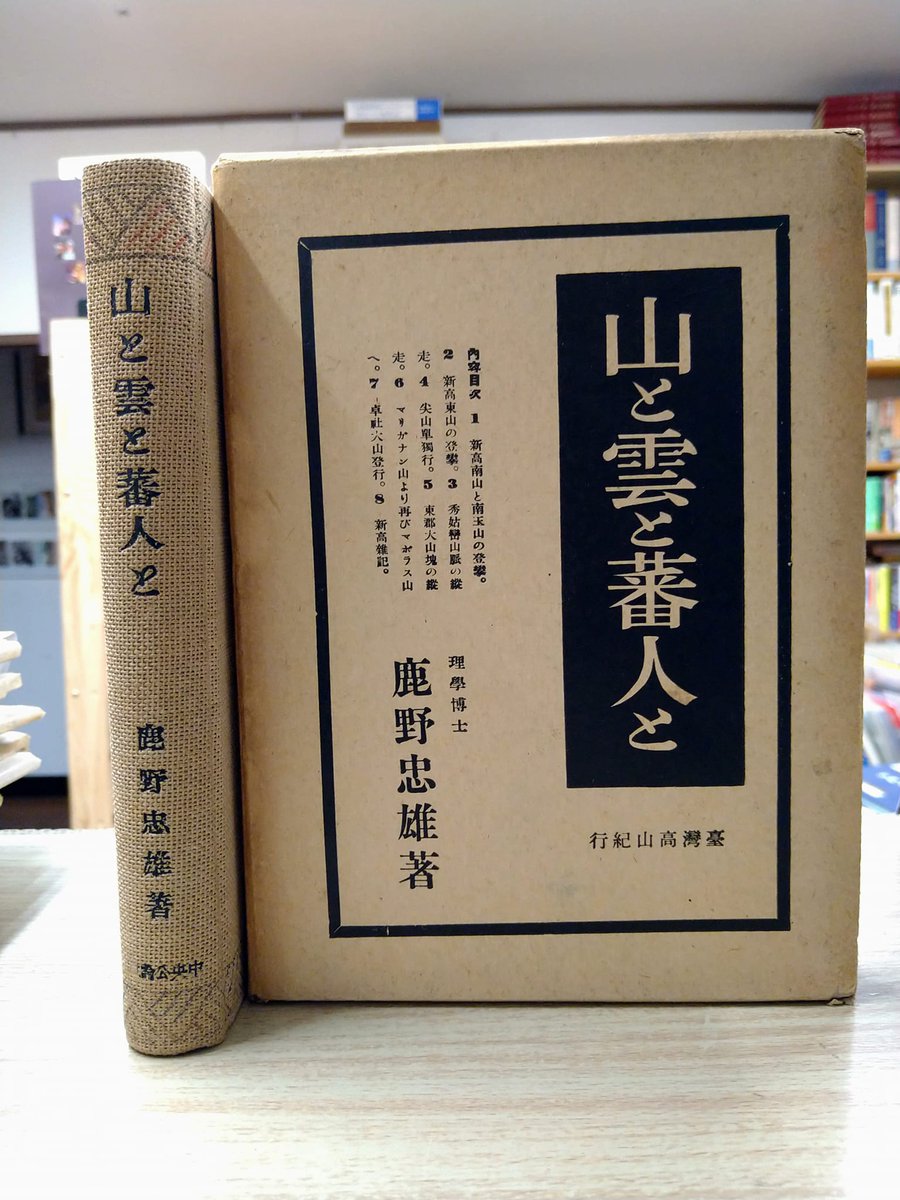 山と雲と蕃人と
鹿野忠雄著
中央公論
山と雲と蕃人と
臺灣高山紀行
內容目次 1 新高南山と南玉山の登攀。
2 新高東山の登攀。3 秀姑巒山脈の縱
走。4 尖山單獨行。5 東郡大山塊の縱
走。6 マリガナン山より再びマボラス山
へ。7 卓社大山登行。8 新高雜記。
理學博士
鹿野忠雄著